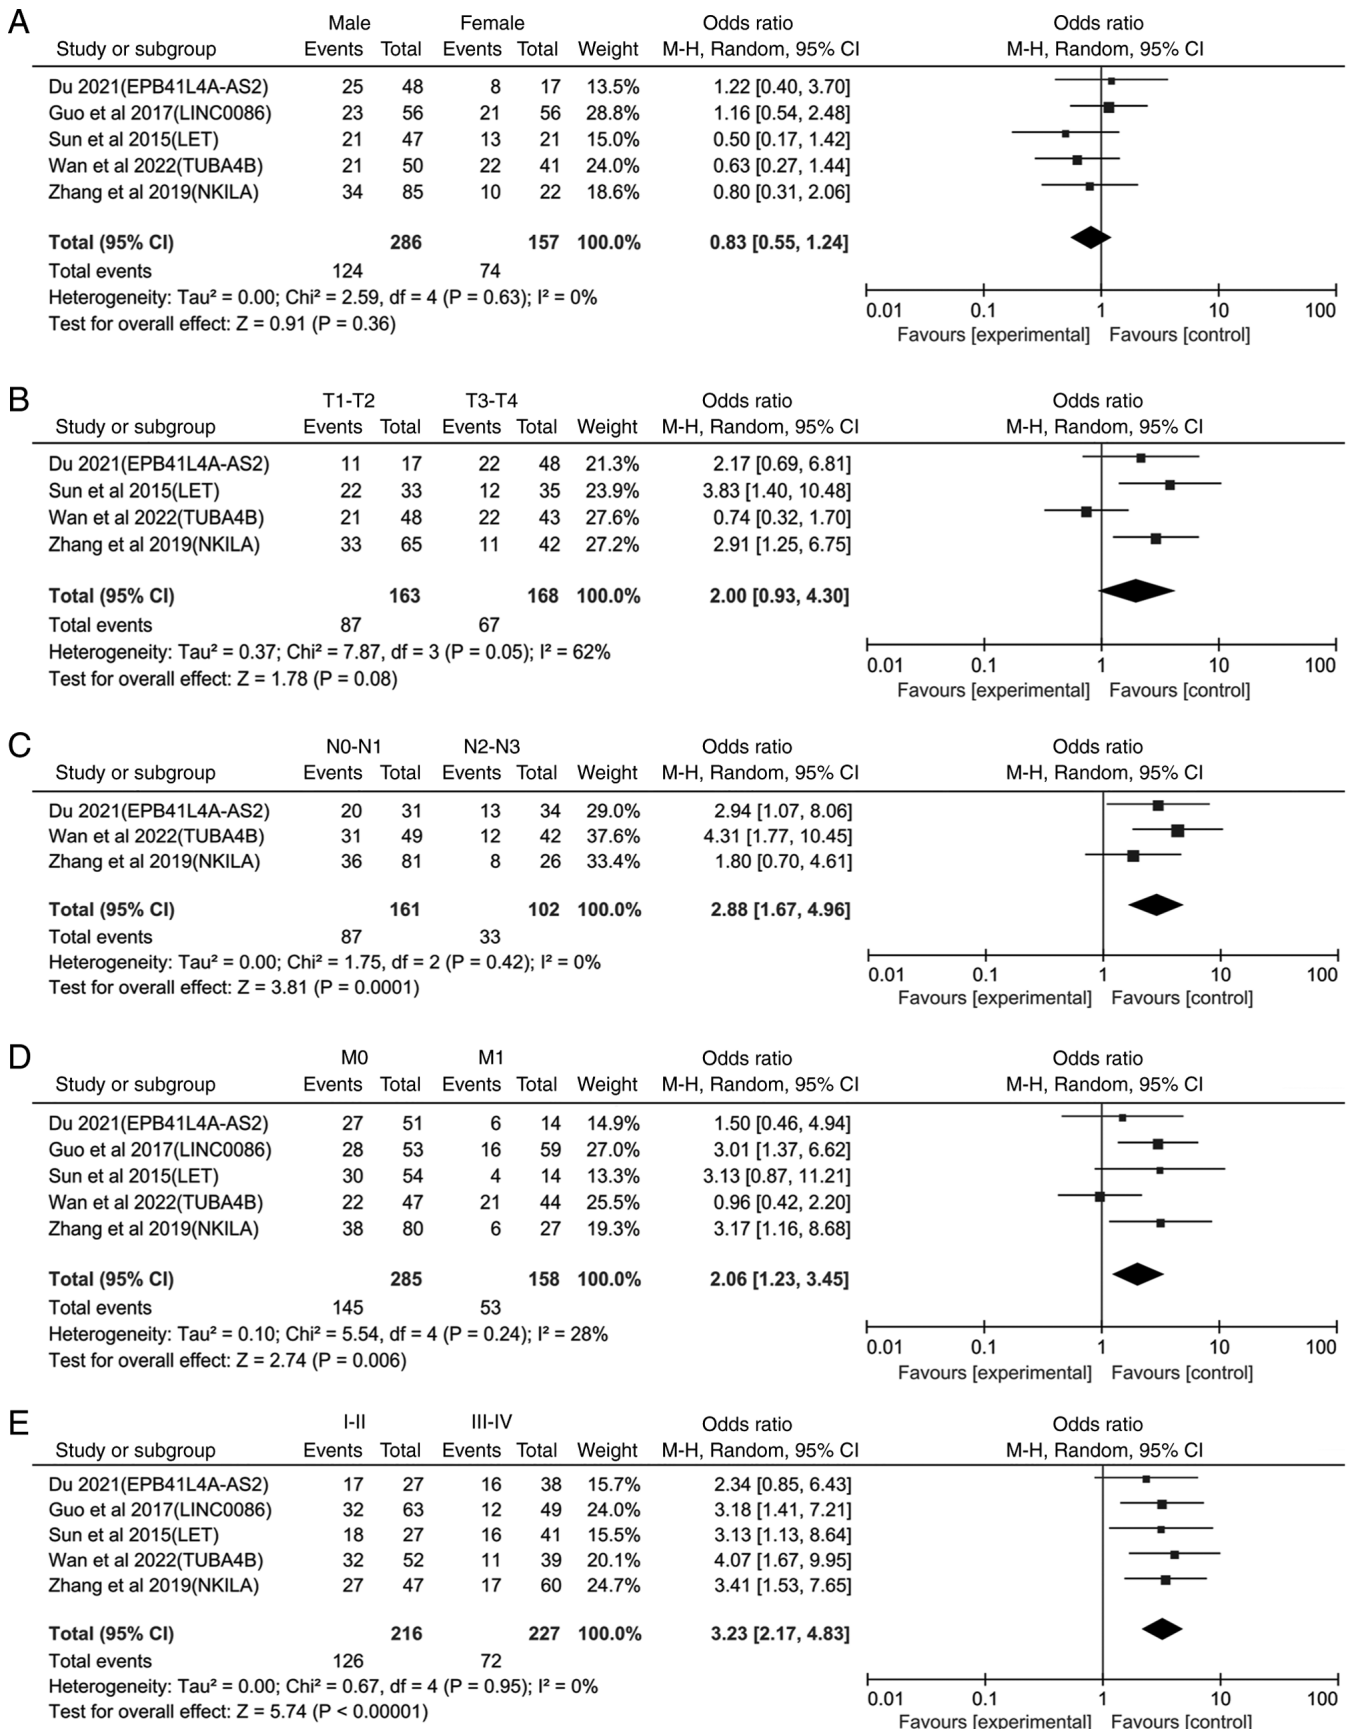 A
Male Female Odds ratio Odds ratio
Study or subgroup Events Total Events Total Weight M-H, Random, 95% CI M-H, Random, 95% CI
Du 2021(EPB41L4A-AS2) 25 48 8 17 13.5% 1.22 [0.40, 3.70]
Guo et al 2017(LINC0086) 23 56 21 56 28.8% 1.16 [0.54, 2.48]
Sun et al 2015(LET) 21 47 13 21 15.0% 0.50 [0.17, 1.42]
Wan et al 2022(TUBA4B) 21 50 22 41 24.0% 0.63 [0.27, 1.44]
Zhang et al 2019(NKILA) 34 85 10 22 18.6% 0.80 [0.31, 2.06]
Total (95% CI) 286 157 100.0% 0.83 [0.55, 1.24]
Total events 124 74
Heterogeneity: Tau² = 0.00; Chi² = 2.59, df = 4 (P = 0.63); I² = 0%
Test for overall effect: Z = 0.91 (P = 0.36)
0.01 0.1 1 10 100
Favours [experimental] Favours [control]
B
T1-T2 T3-T4 Odds ratio Odds ratio
Study or subgroup Events Total Events Total Weight M-H, Random, 95% CI M-H, Random, 95% CI
Du 2021(EPB41L4A-AS2) 11 17 22 48 21.3% 2.17 [0.69, 6.81]
Sun et al 2015(LET) 22 33 12 35 23.9% 3.83 [1.40, 10.48]
Wan et al 2022(TUBA4B) 21 48 22 43 27.6% 0.74 [0.32, 1.70]
Zhang et al 2019(NKILA) 33 65 11 42 27.2% 2.91 [1.25, 6.75]
Total (95% CI) 163 168 100.0% 2.00 [0.93, 4.30]
Total events 87 67
Heterogeneity: Tau² = 0.37; Chi² = 7.87, df = 3 (P = 0.05); I² = 62%
Test for overall effect: Z = 1.78 (P = 0.08)
0.01 0.1 1 10 100
Favours [experimental] Favours [control]
C
N0-N1 N2-N3 Odds ratio Odds ratio
Study or subgroup Events Total Events Total Weight M-H, Random, 95% CI M-H, Random, 95% CI
Du 2021(EPB41L4A-AS2) 20 31 13 34 29.0% 2.94 [1.07, 8.06]
Wan et al 2022(TUBA4B) 31 49 12 42 37.6% 4.31 [1.77, 10.45]
Zhang et al 2019(NKILA) 36 81 8 26 33.4% 1.80 [0.70, 4.61]
Total (95% CI) 161 102 100.0% 2.88 [1.67, 4.96]
Total events 87 33
Heterogeneity: Tau² = 0.00; Chi² = 1.75, df = 2 (P = 0.42); I² = 0%
Test for overall effect: Z = 3.81 (P = 0.0001)
0.01 0.1 1 10 100
Favours [experimental] Favours [control]
D
M0 M1 Odds ratio Odds ratio
Study or subgroup Events Total Events Total Weight M-H, Random, 95% CI M-H, Random, 95% CI
Du 2021(EPB41L4A-AS2) 27 51 6 14 14.9% 1.50 [0.46, 4.94]
Guo et al 2017(LINC0086) 28 53 16 59 27.0% 3.01 [1.37, 6.62]
Sun et al 2015(LET) 30 54 4 14 13.3% 3.13 [0.87, 11.21]
Wan et al 2022(TUBA4B) 22 47 21 44 25.5% 0.96 [0.42, 2.20]
Zhang et al 2019(NKILA) 38 80 6 27 19.3% 3.17 [1.16, 8.68]
Total (95% CI) 285 158 100.0% 2.06 [1.23, 3.45]
Total events 145 53
Heterogeneity: Tau² = 0.10; Chi² = 5.54, df = 4 (P = 0.24); I² = 28%
Test for overall effect: Z = 2.74 (P = 0.006)
0.01 0.1 1 10 100
Favours [experimental] Favours [control]
E
I-II III-IV Odds ratio Odds ratio
Study or subgroup Events Total Events Total Weight M-H, Random, 95% CI M-H, Random, 95% CI
Du 2021(EPB41L4A-AS2) 17 27 16 38 15.7% 2.34 [0.85, 6.43]
Guo et al 2017(LINC0086) 32 63 12 49 24.0% 3.18 [1.41, 7.21]
Sun et al 2015(LET) 18 27 16 41 15.5% 3.13 [1.13, 8.64]
Wan et al 2022(TUBA4B) 32 52 11 39 20.1% 4.07 [1.67, 9.95]
Zhang et al 2019(NKILA) 27 47 17 60 24.7% 3.41 [1.53, 7.65]
Total (95% CI) 216 227 100.0% 3.23 [2.17, 4.83]
Total events 126 72
Heterogeneity: Tau² = 0.00; Chi² = 0.67, df = 4 (P = 0.95); I² = 0%
Test for overall effect: Z = 5.74 (P < 0.00001)
0.01 0.1 1 10 100
Favours [experimental] Favours [control]